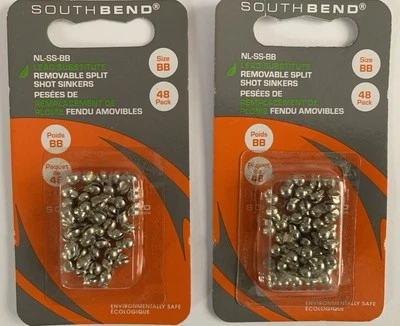 SOUTHBEND®
NL-SS-BB
LEAD SUBSTITUTE
REMOVABLE SPLIT
SHOT SINKERS
PESÉES DE
REMPLACEMENT DE
PLOMB FENDU AMOVIBLES
Size
BB
48
Pack
Poids
BB
Paquet
48
SOUTH
ENVIRONMENTALLY SAFE
ÉCOLOGIQUE
SOUTHBEND®
NL-SS-BB
LEAD SUBSTITUTE
REMOVABLE SPLIT
SHOT SINKERS
PESÉES DE
REMPLACEMENT DE
PLOMB FENDU AMOVIBLES
Size
BB
48
Pack
Poids
BB
Paquet
48
SOUTHBEND
ENVIRONMENTALLY SAFE
ÉCOLOGIQUE